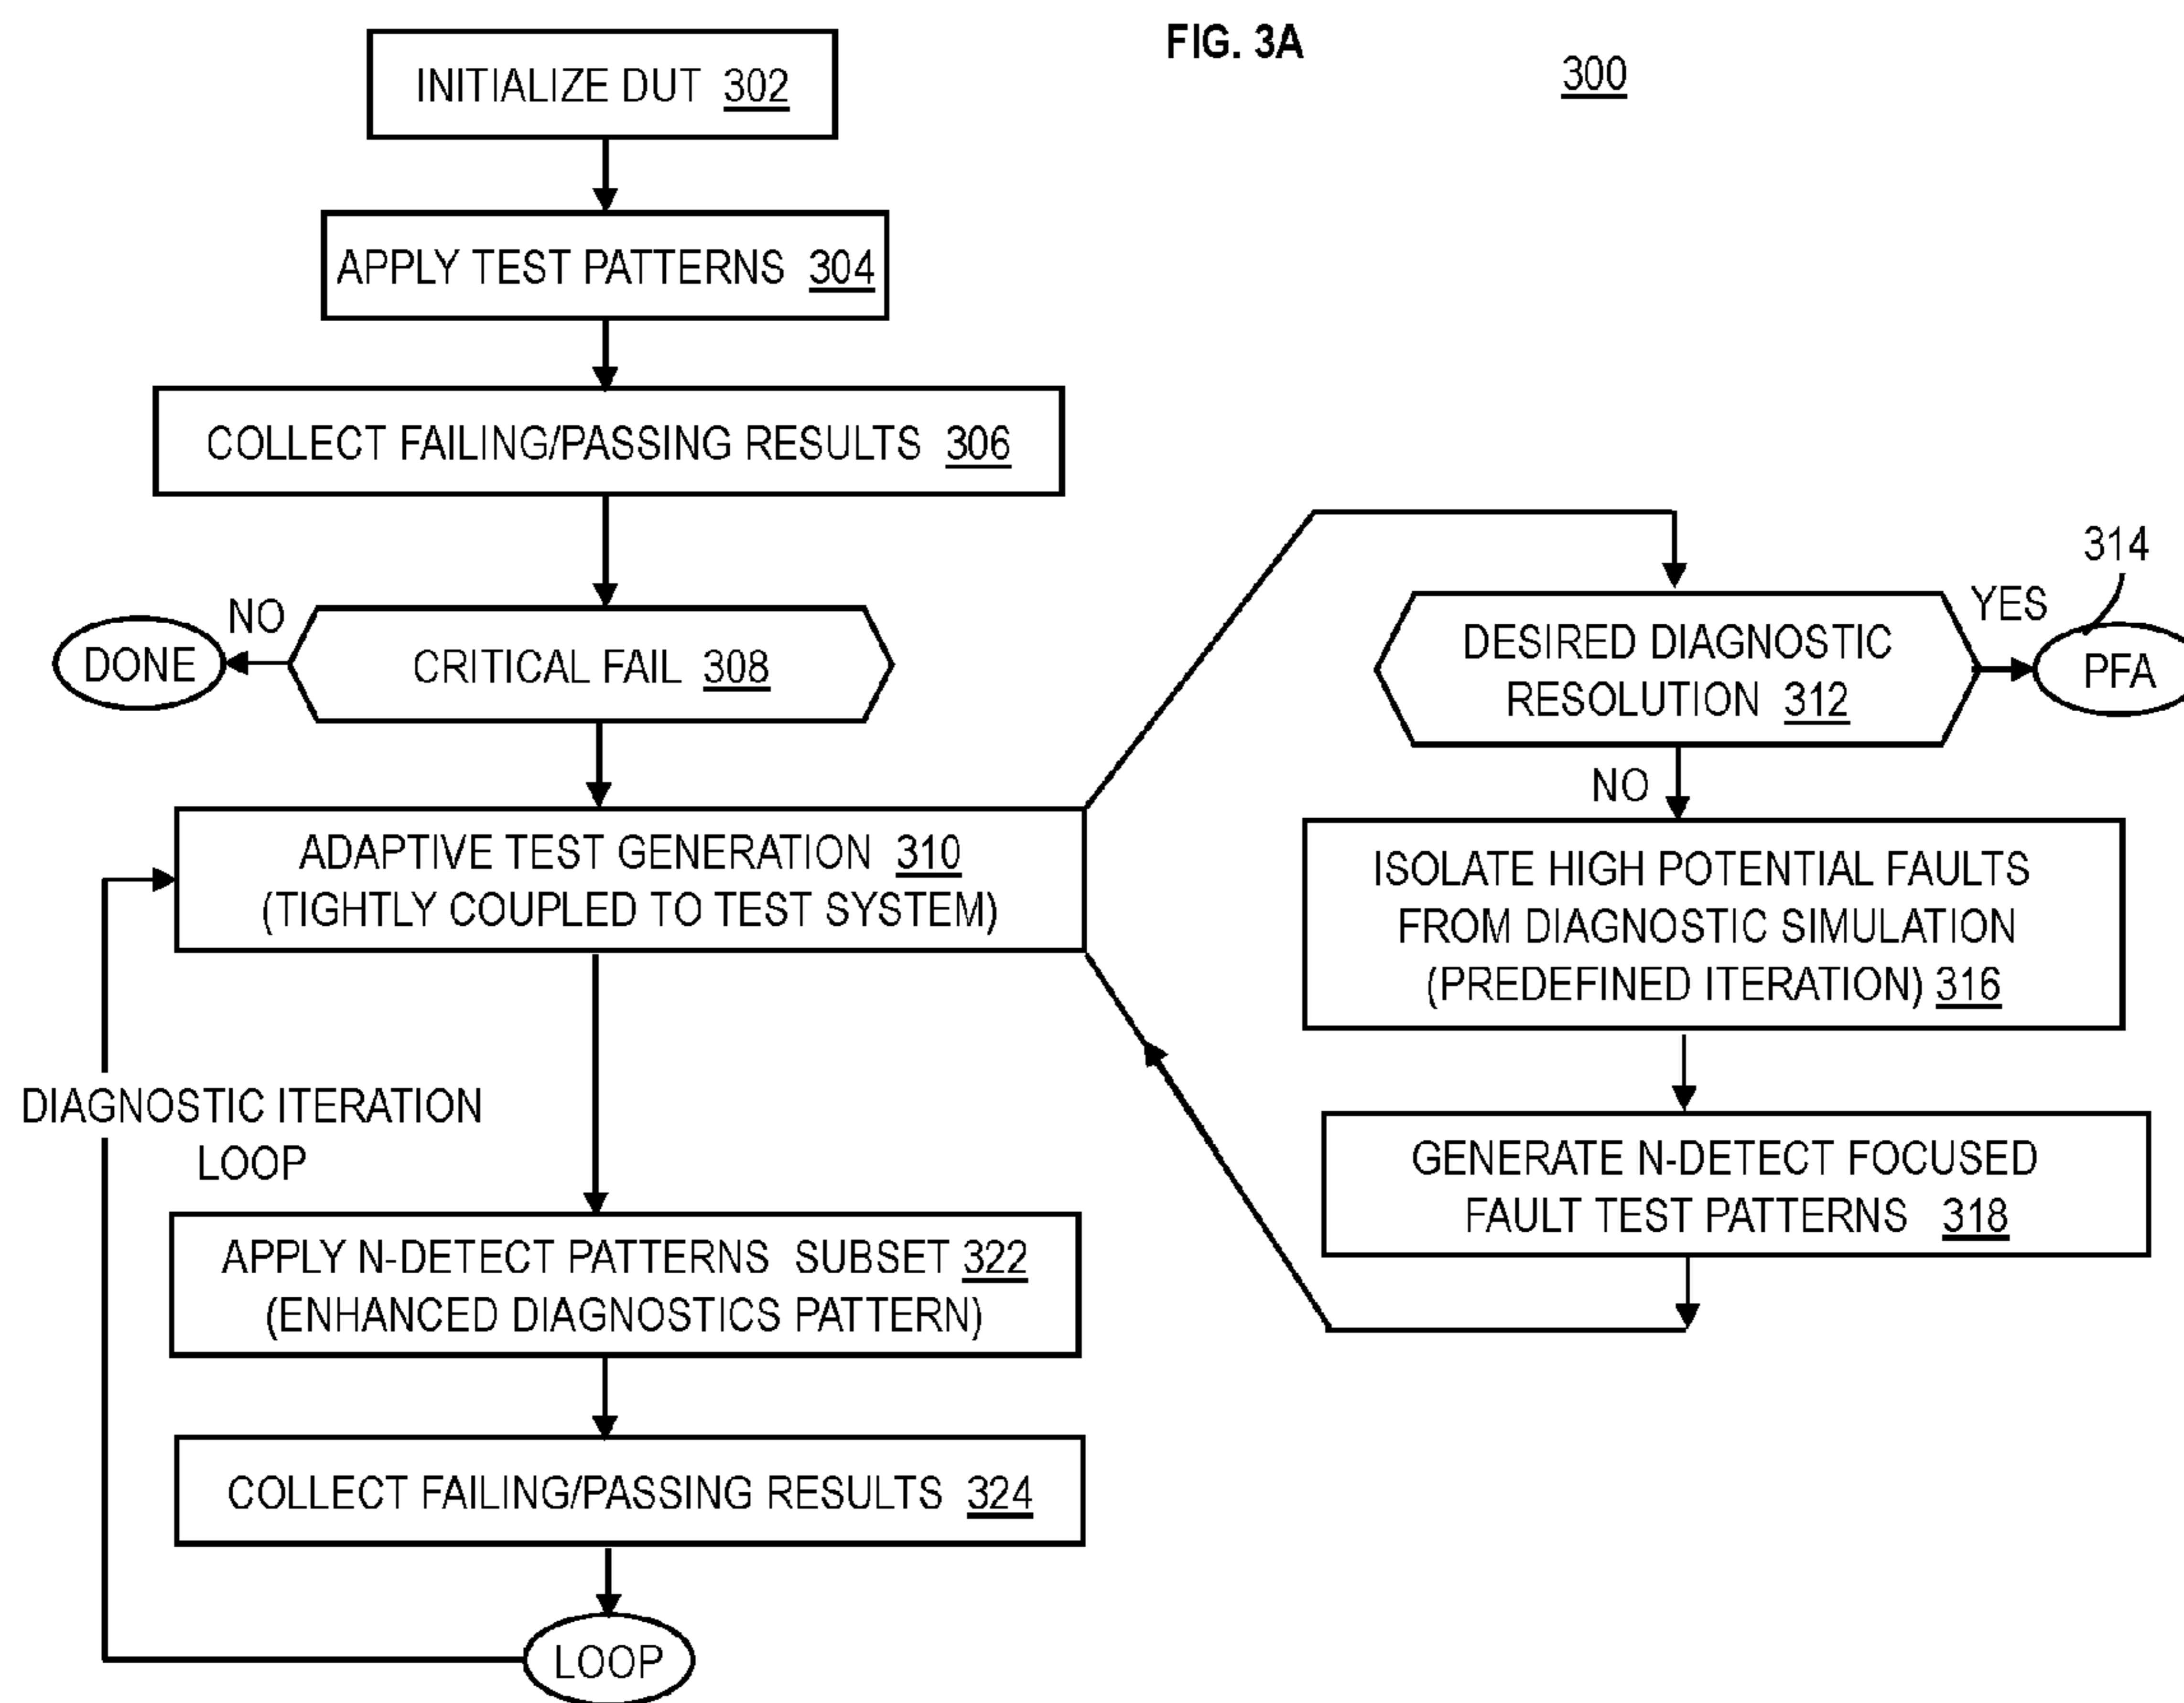 FIG. 3A
300
INITIALIZE DUT 302
APPLY TEST PATTERNS 304
COLLECT FAILING/PASSING RESULTS 306
NO
DONE
CRITICAL FAIL 308
ADAPTIVE TEST GENERATION 310
(TIGHTLY COUPLED TO TEST SYSTEM)
314
YES
DESIRED DIAGNOSTIC
RESOLUTION 312
PFA
NO
ISOLATE HIGH POTENTIAL FAULTS
FROM DIAGNOSTIC SIMULATION
(PREDEFINED ITERATION) 316
GENERATE N-DETECT FOCUSED
FAULT TEST PATTERNS 318
DIAGNOSTIC ITERATION
LOOP
APPLY N-DETECT PATTERNS SUBSET 322
(ENHANCED DIAGNOSTICS PATTERN)
COLLECT FAILING/PASSING RESULTS 324
LOOP